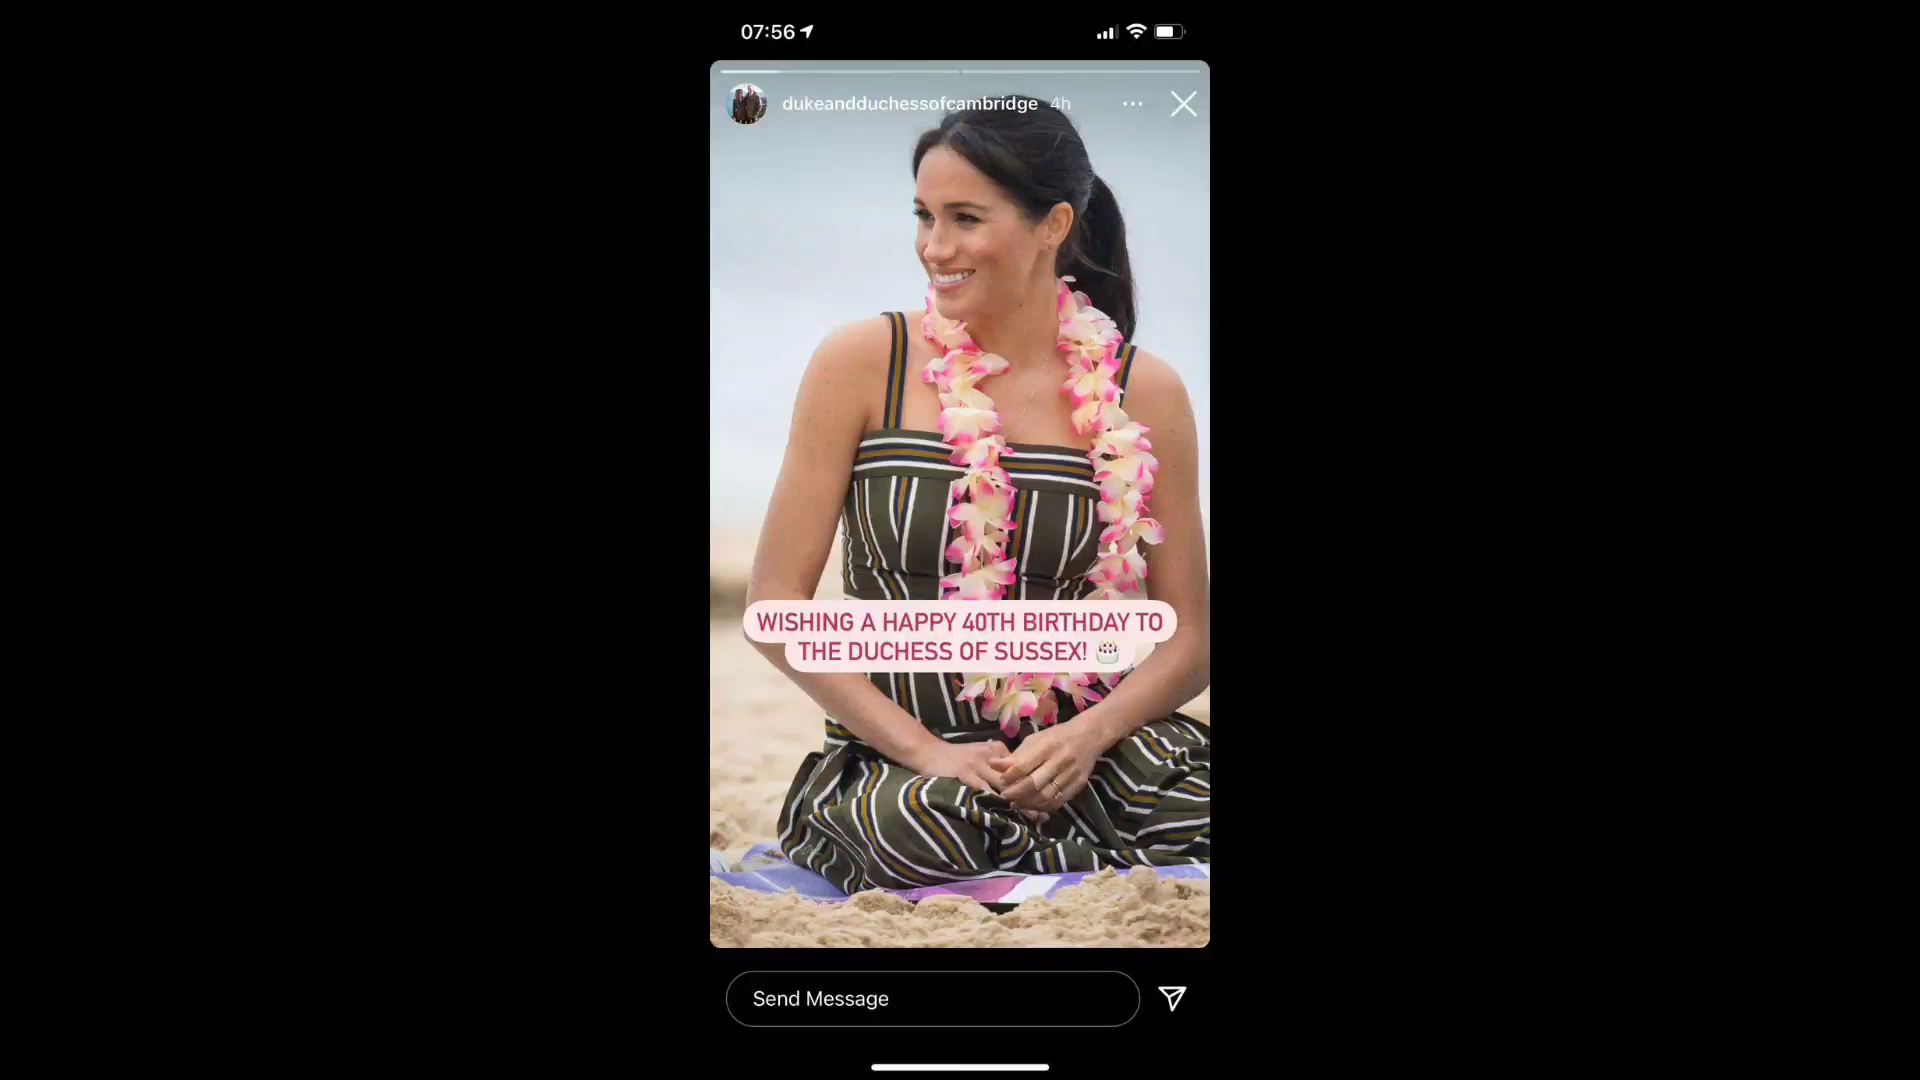 07:56
dukeandduchessofcambridge 4h
WISHING A HAPPY 40TH BIRTHDAY TO
THE DUCHESS OF SUSSEX! 🎂
Send Message